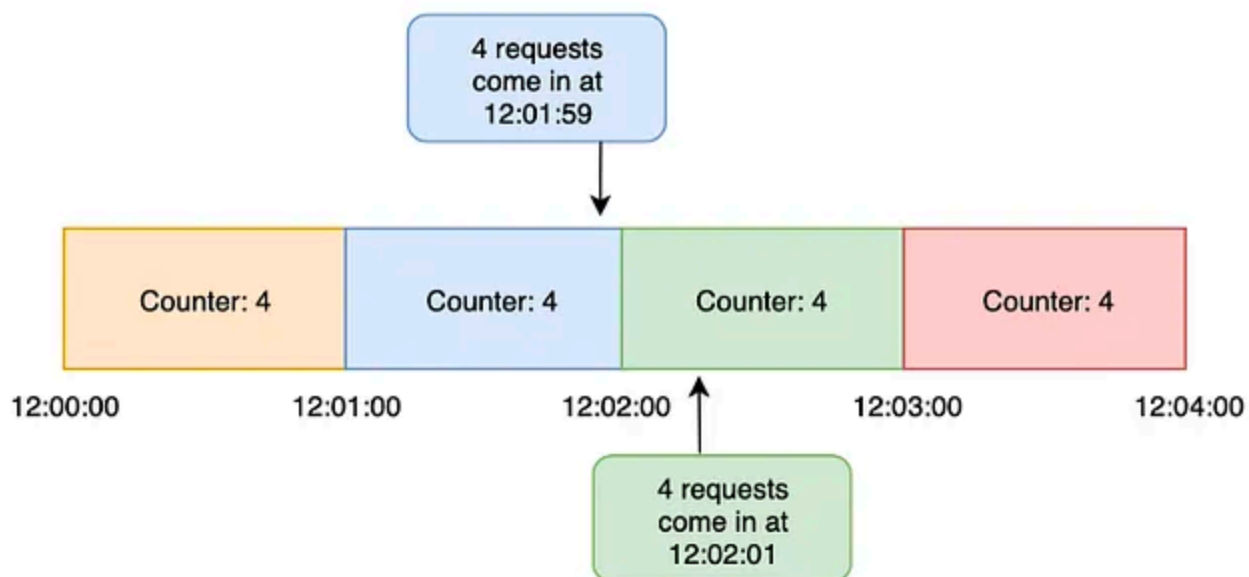 4 requests
come in at
12:01:59
Counter: 4
Counter: 4
Counter: 4
Counter: 4
12:00:00
12:01:00
12:02:00
12:03:00
12:04:00
4 requests
come in at
12:02:01